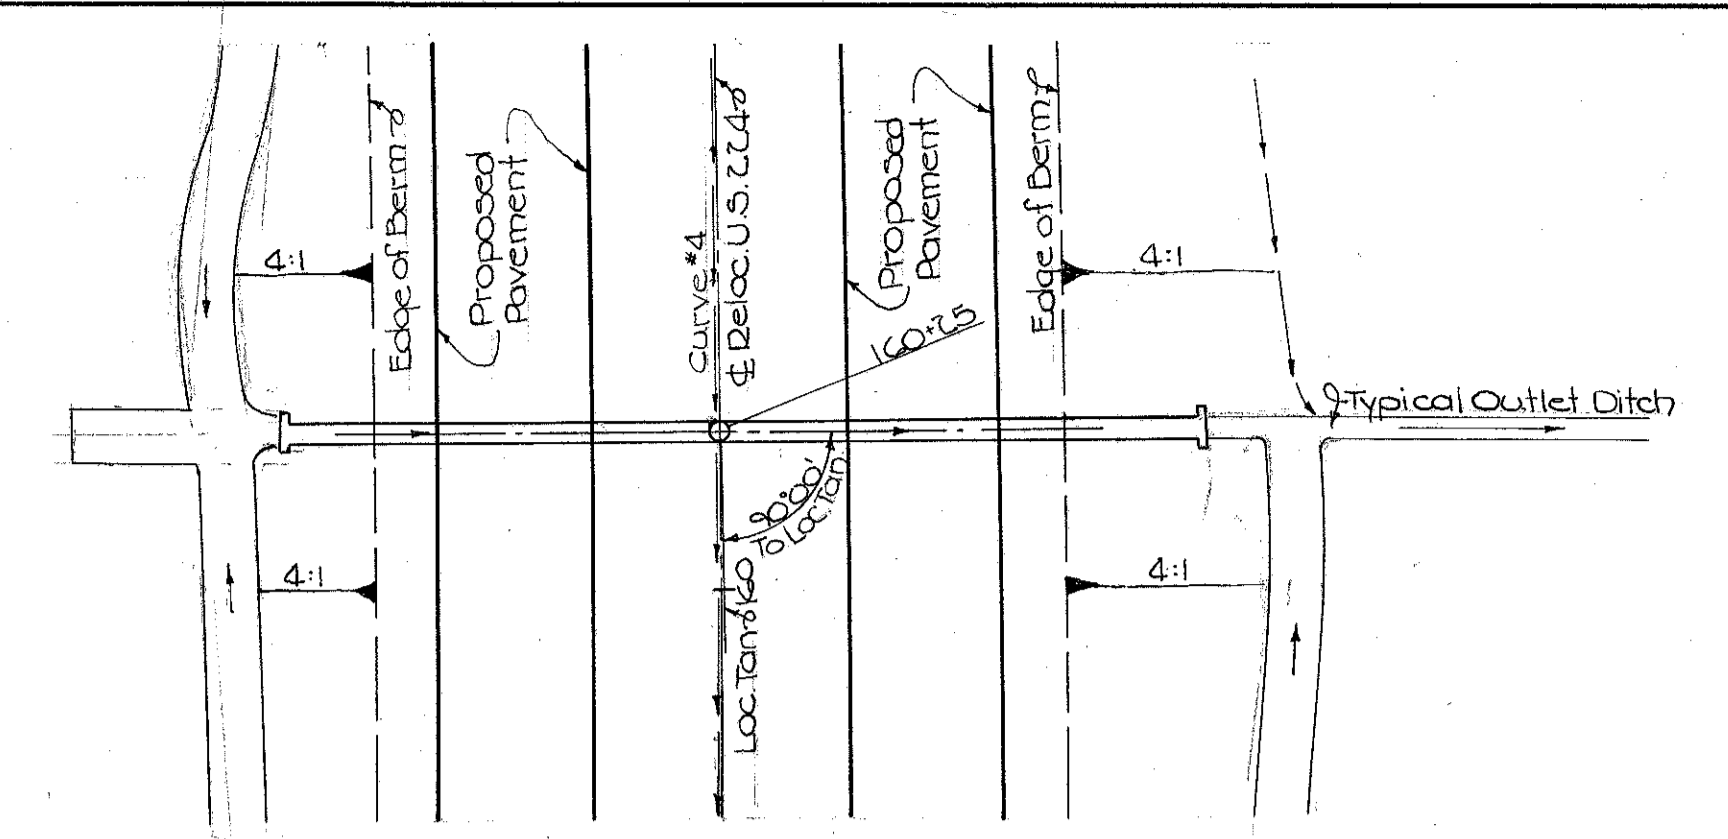 Edge of Berm
Proposed
Pavement
Curve #4
℄ Reloc. U.S. 224
Proposed
Pavement
Edge of Berm
4:1
4:1
160+25
Typical Outlet Ditch
90°00'
To Loc. Tan.
4:1
4:1
Loc. Tan.
160